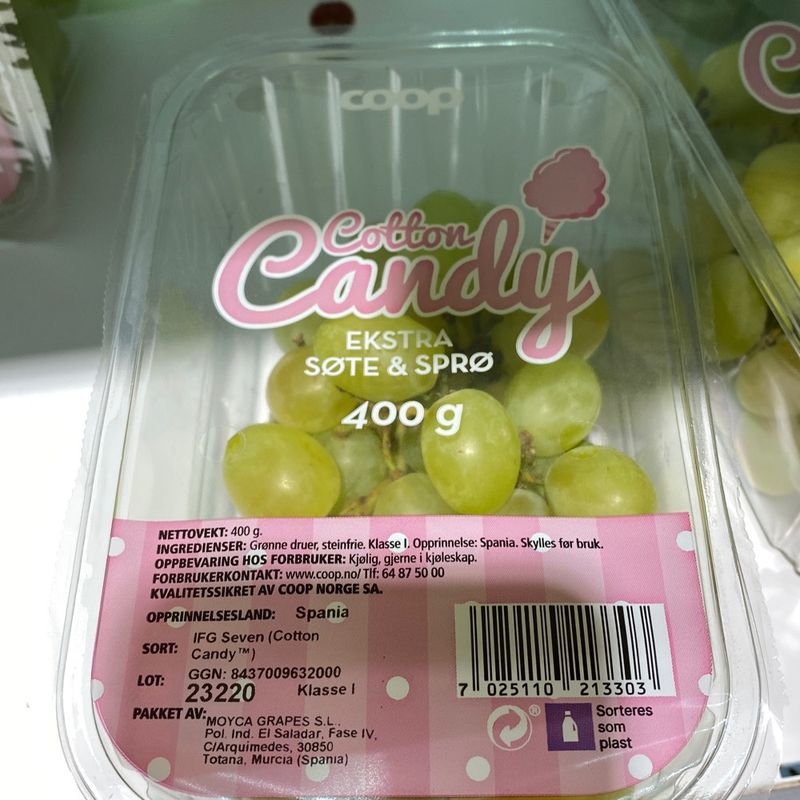 coop
Cotton
Candy
EKSTRA
SØTE & SPRØ
400 g
NETTOVEKT: 400 g.
INGREDIENSER: Grønne druer, steinfrie. Klasse I. Opprinnelse: Spania. Skylles før bruk.
OPPBEVARING HOS FORBRUKER: Kjølig, gjerne i kjøleskap.
FORBRUKERKONTAKT: www.coop.no/ Tlf: 64 87 50 00
KVALITETSSIKRET AV COOP NORGE SA.
OPPRINNELSESLAND: Spania
SORT: IFG Seven (Cotton
Candy™)
LOT: GGN: 8437009632000
23220 Klasse I
PAKKET AV: MOYCA GRAPES S.L.
Pol. Ind. El Saladar, Fase IV,
C/Arquimedes, 30850
Totana, Murcia (Spania)
7 025110 213303
®
Sorteres
som
plast
C